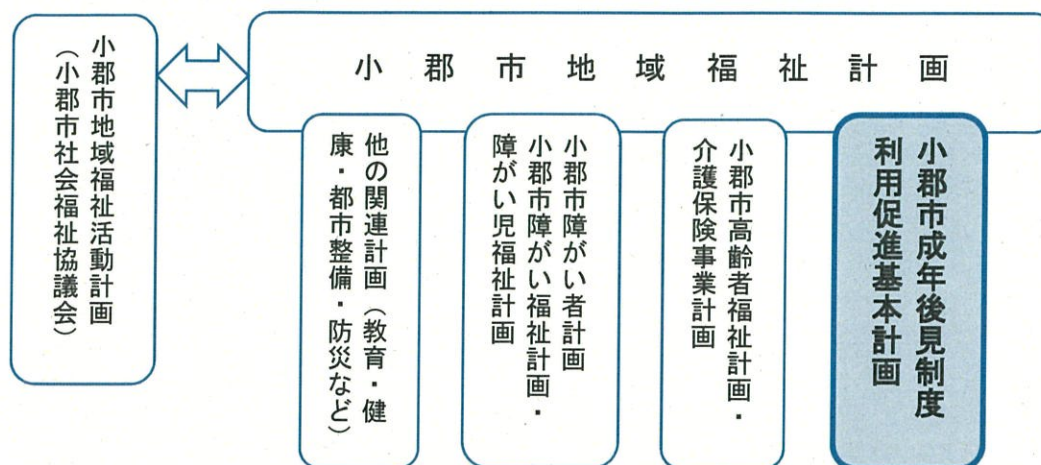 小郡市地域福祉計画
小郡市成年後見制度
利用促進基本計画
小郡市高齢者福祉計画・
介護保険事業計画
小郡市障がい者計画
小郡市障がい福祉計画・
障がい児福祉計画
他の関連計画（教育・健
康・都市整備・防災など）
小郡市地域福祉活動計画
（小郡市社会福祉協議会）